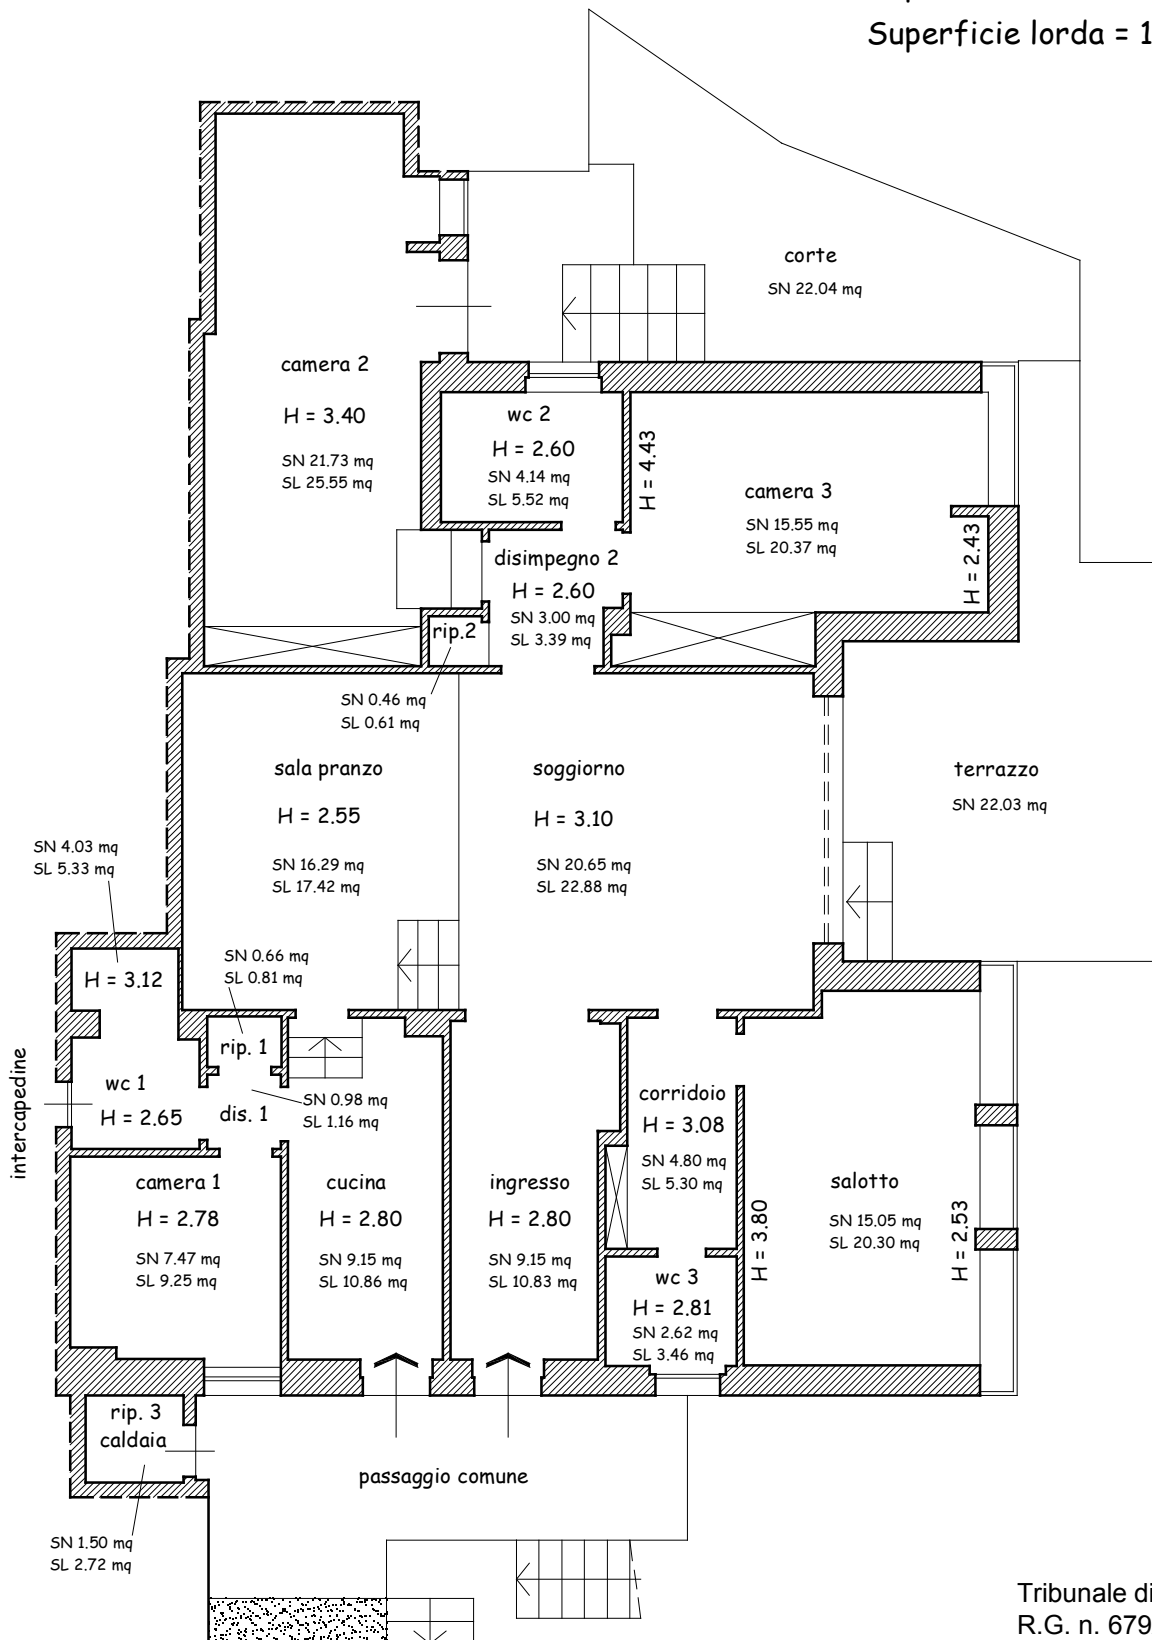 Superficie lorda = 1
corte
SN 22.04 mq
camera 2
H = 3.40
SN 21.73 mq
SL 25.55 mq
wc 2
H = 2.60
SN 4.14 mq
SL 5.52 mq
H = 4.43
camera 3
SN 15.55 mq
SL 20.37 mq
H = 2.43
disimpegno 2
H = 2.60
SN 3.00 mq
SL 3.39 mq
rip.2
SN 0.46 mq
SL 0.61 mq
sala pranzo
H = 2.55
SN 16.29 mq
SL 17.42 mq
soggiorno
H = 3.10
SN 20.65 mq
SL 22.88 mq
terrazzo
SN 22.03 mq
SN 4.03 mq
SL 5.33 mq
H = 3.12
SN 0.66 mq
SL 0.81 mq
rip. 1
intercapedine
wc 1
H = 2.65
dis. 1
SN 0.98 mq
SL 1.16 mq
corridoio
H = 3.08
SN 4.80 mq
SL 5.30 mq
camera 1
H = 2.78
SN 7.47 mq
SL 9.25 mq
cucina
H = 2.80
SN 9.15 mq
SL 10.86 mq
ingresso
H = 2.80
SN 9.15 mq
SL 10.83 mq
H = 3.80
salotto
SN 15.05 mq
SL 20.30 mq
H = 2.53
wc 3
H = 2.81
SN 2.62 mq
SL 3.46 mq
rip. 3
caldaia
passaggio comune
SN 1.50 mq
SL 2.72 mq
Tribunale di
R.G. n. 679